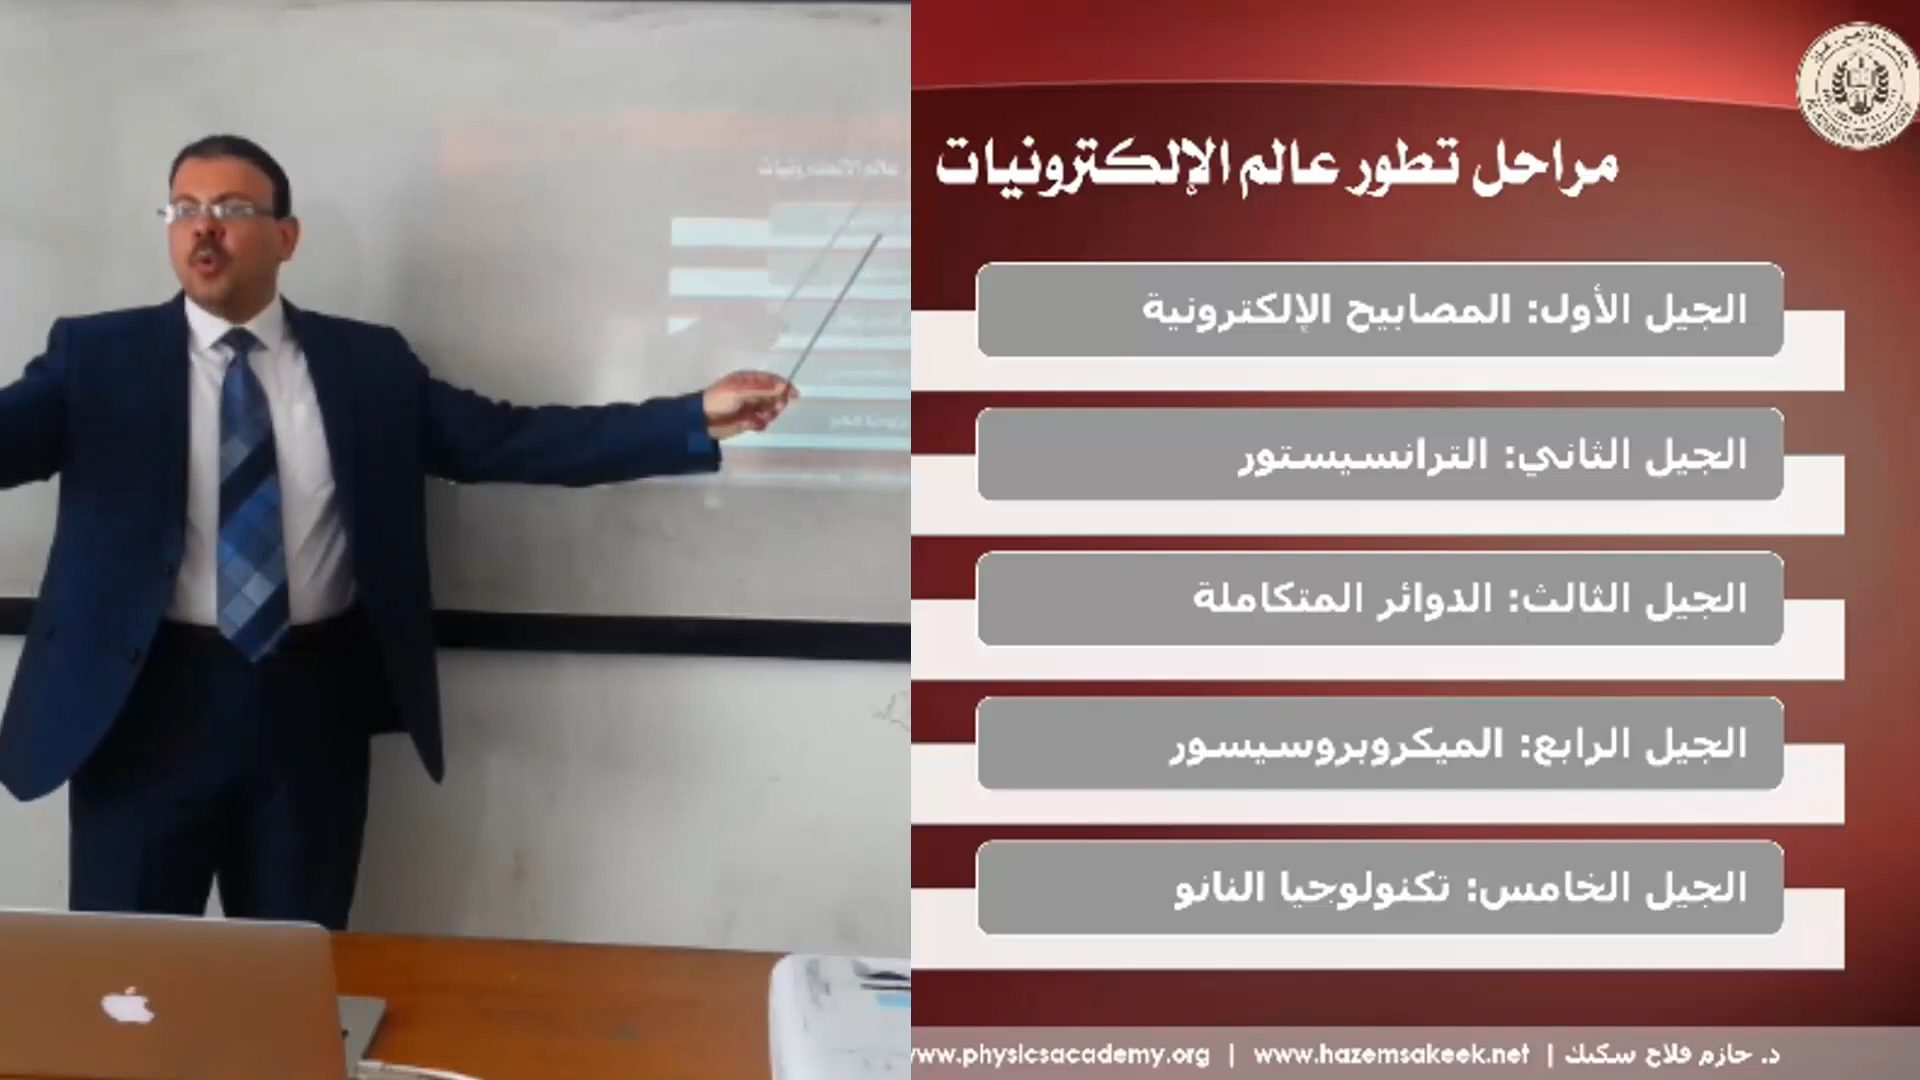 مراحل تطور عالم الإلكترونيات
الجيل الأول: المصابيح الإلكترونية
الجيل الثاني: الترانسيستور
الجيل الثالث: الدوائر المتكاملة
الجيل الرابع: الميكروبروسيسور
الجيل الخامس: تكنولوجيا النانو
www.physicsacademy.org | www.hazemsakeek.net | د. حازم فلاح سكيك